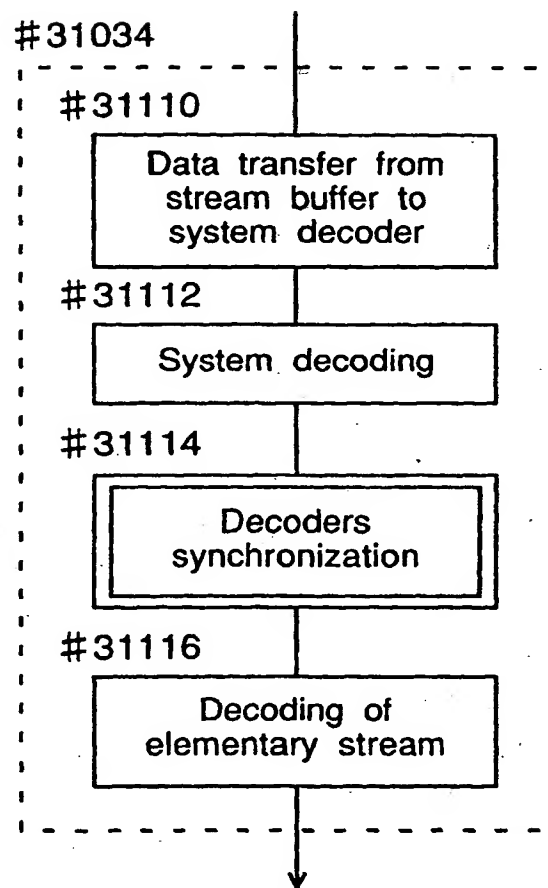 #31034
#31110
Data transfer from
stream buffer to
system decoder
#31112
System decoding
#31114
Decoders
synchronization
#31116
Decoding of
elementary stream